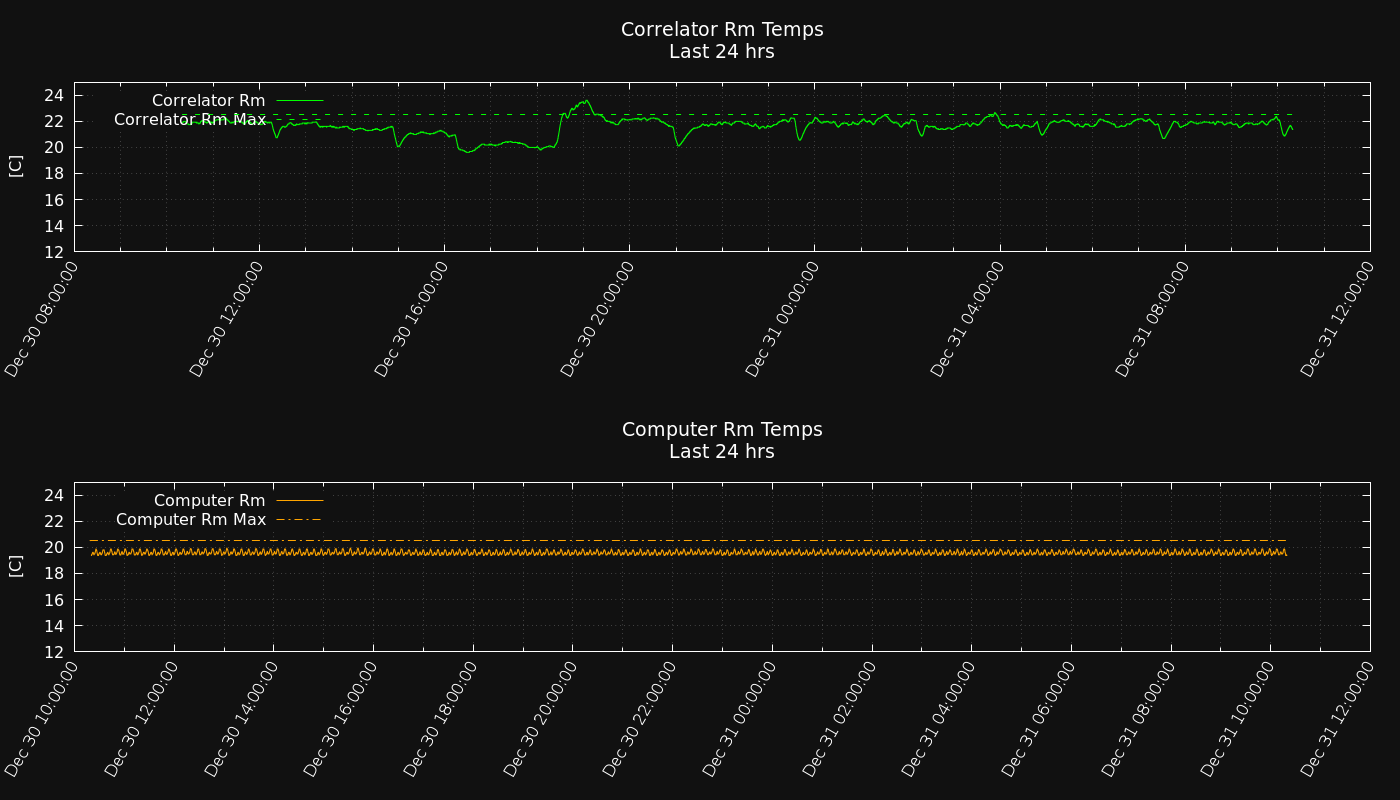 Correlator Rm Temps
Last 24 hrs
Correlator Rm
Correlator Rm Max
[C]
24
22
20
18
16
14
12
Dec 30 08:00:00
Dec 30 12:00:00
Dec 30 16:00:00
Dec 30 20:00:00
Dec 31 00:00:00
Dec 31 04:00:00
Dec 31 08:00:00
Dec 31 12:00:00
Computer Rm Temps
Last 24 hrs
Computer Rm
Computer Rm Max
[C]
24
22
20
18
16
14
12
Dec 30 10:00:00
Dec 30 12:00:00
Dec 30 14:00:00
Dec 30 16:00:00
Dec 30 18:00:00
Dec 30 20:00:00
Dec 30 22:00:00
Dec 31 00:00:00
Dec 31 02:00:00
Dec 31 04:00:00
Dec 31 06:00:00
Dec 31 08:00:00
Dec 31 10:00:00
Dec 31 12:00:00